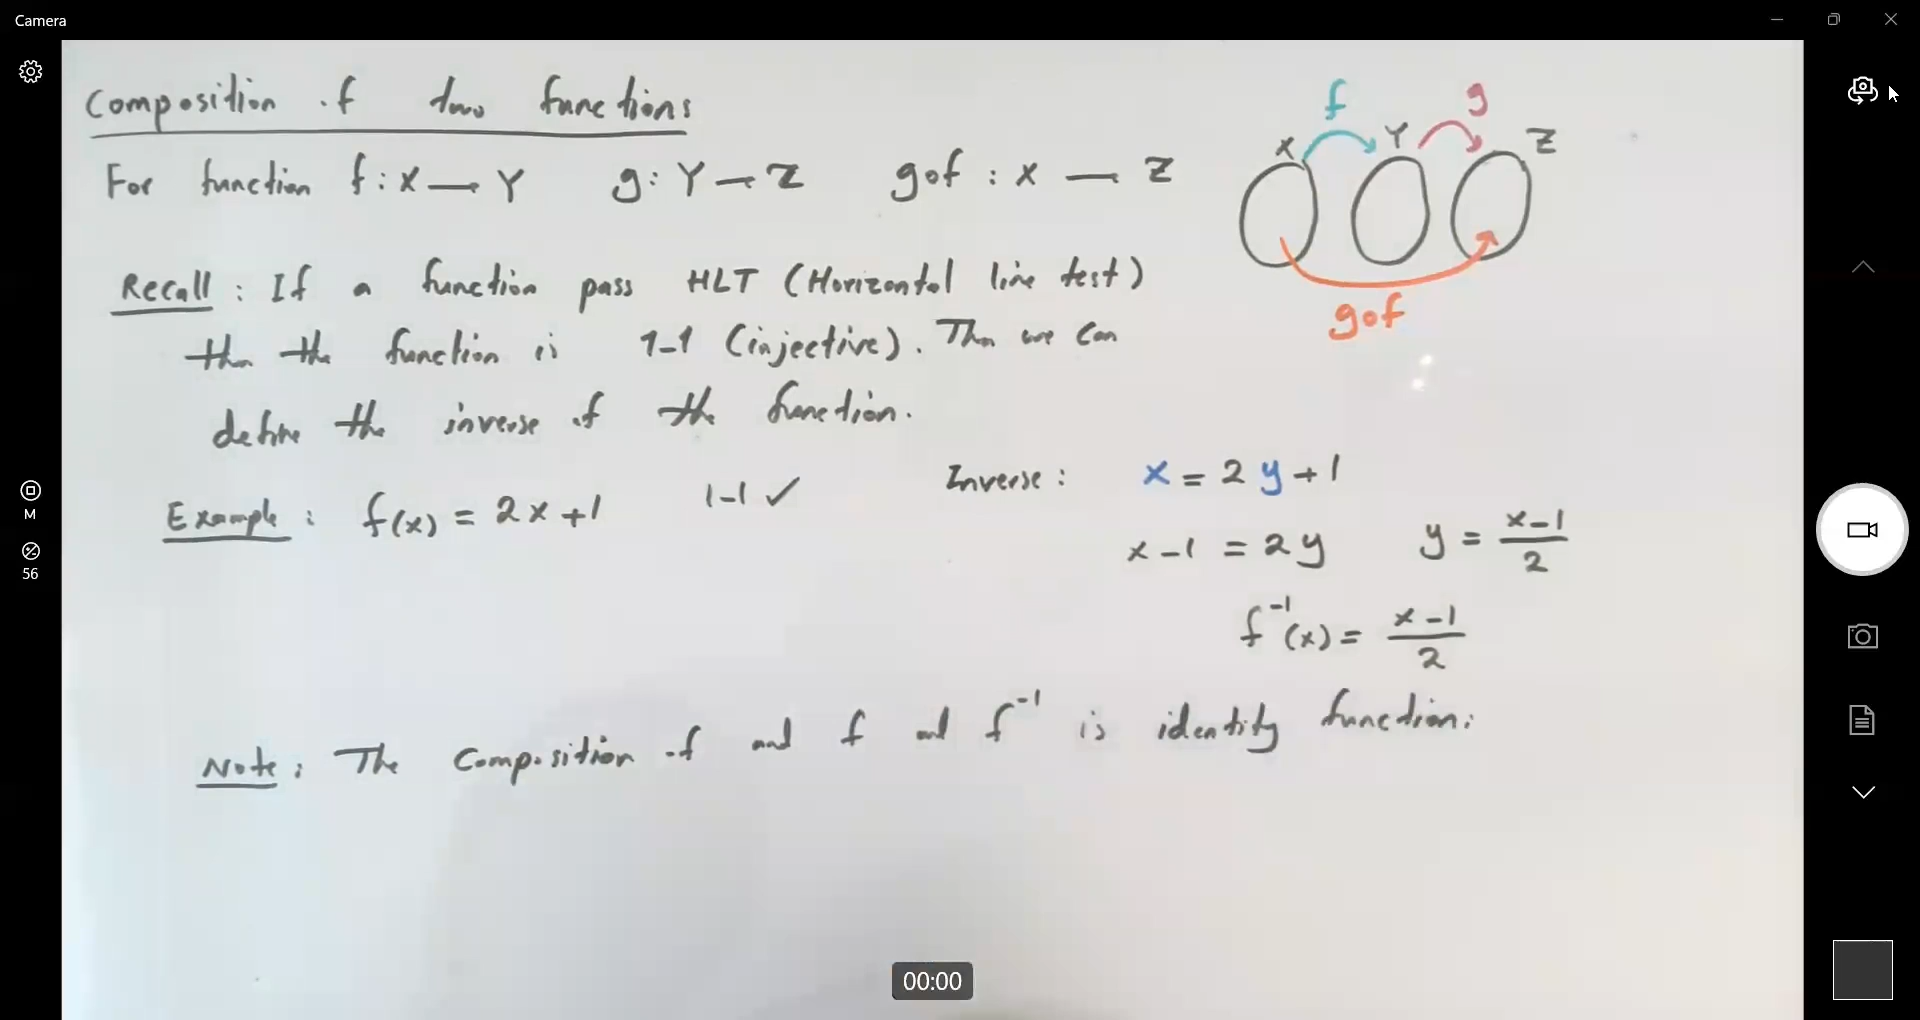 Camera
Composition of two functions
For function f : X — Y g : Y — Z gof : X — Z
Recall : If a function pass HLT (Horizontal line test)
then the function is 1-1 (injective). Then we can
define the inverse of the function.
Example : f(x) = 2x+1 1-1 ✓
Inverse : x = 2y+1
x-1 = 2y y = x-1/2
f⁻¹(x) = x-1/2
Note : The Composition of and f and f⁻¹ is identity function:
f g
X Y Z
gof
M
56
00:00